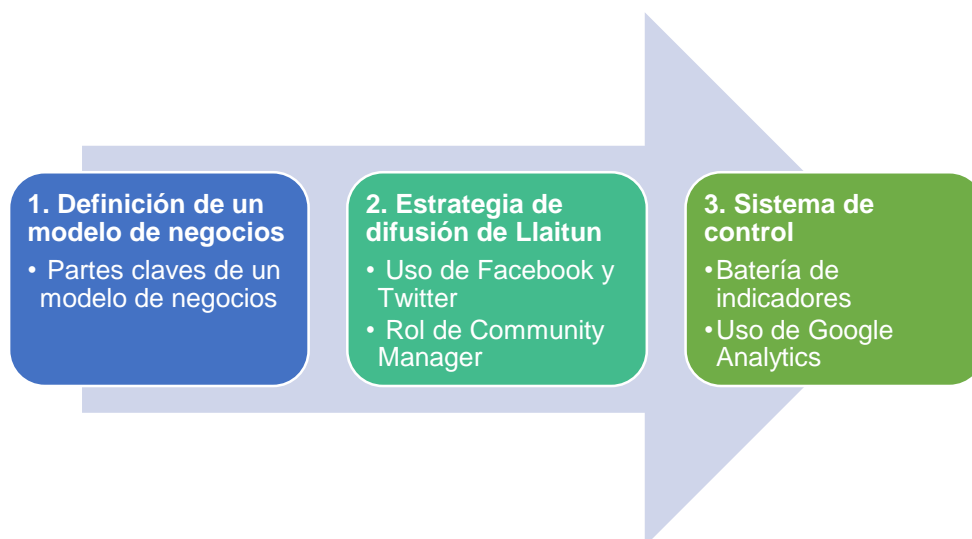 1. Definición de un
modelo de negocios
• Partes claves de un
modelo de negocios
2. Estrategia de
difusión de Llaitun
• Uso de Facebook y
Twitter
• Rol de Community
Manager
3. Sistema de
control
•Batería de
indicadores
•Uso de Google
Analytics